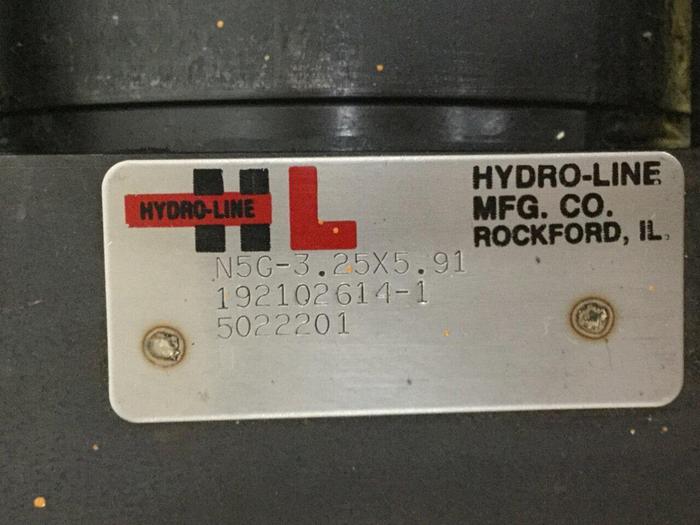 HYDRO-LINE
HL
HYDRO-LINE
MFG. CO.
ROCKFORD, IL.
N5G-3.25X5.91
192102614-1
5022201